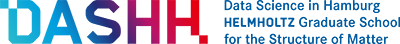 DASHH.
Data Science in Hamburg
HELMHOLTZ Graduate School
for the Structure of Matter